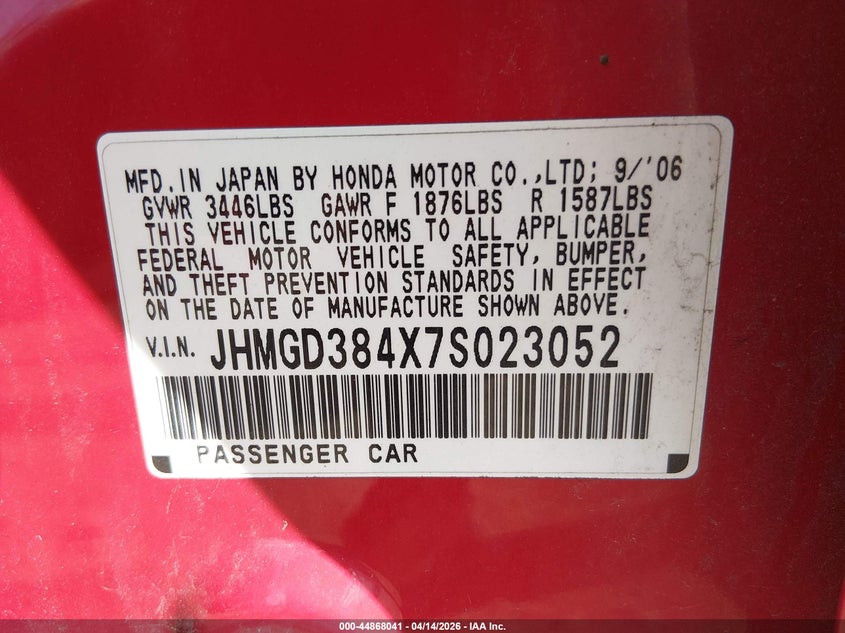 MFD. IN JAPAN BY HONDA MOTOR CO.,LTD; 9/'06
GVWR 3446LBS GAWR F 1876LBS R 1587LBS
THIS VEHICLE CONFORMS TO ALL APPLICABLE
FEDERAL MOTOR VEHICLE SAFETY, BUMPER,
AND THEFT PREVENTION STANDARDS IN EFFECT
ON THE DATE OF MANUFACTURE SHOWN ABOVE.
V.I.N. JHMGD384X7S023052
PASSENGER CAR
000-44868041 - 04/14/2026 - IAA Inc.